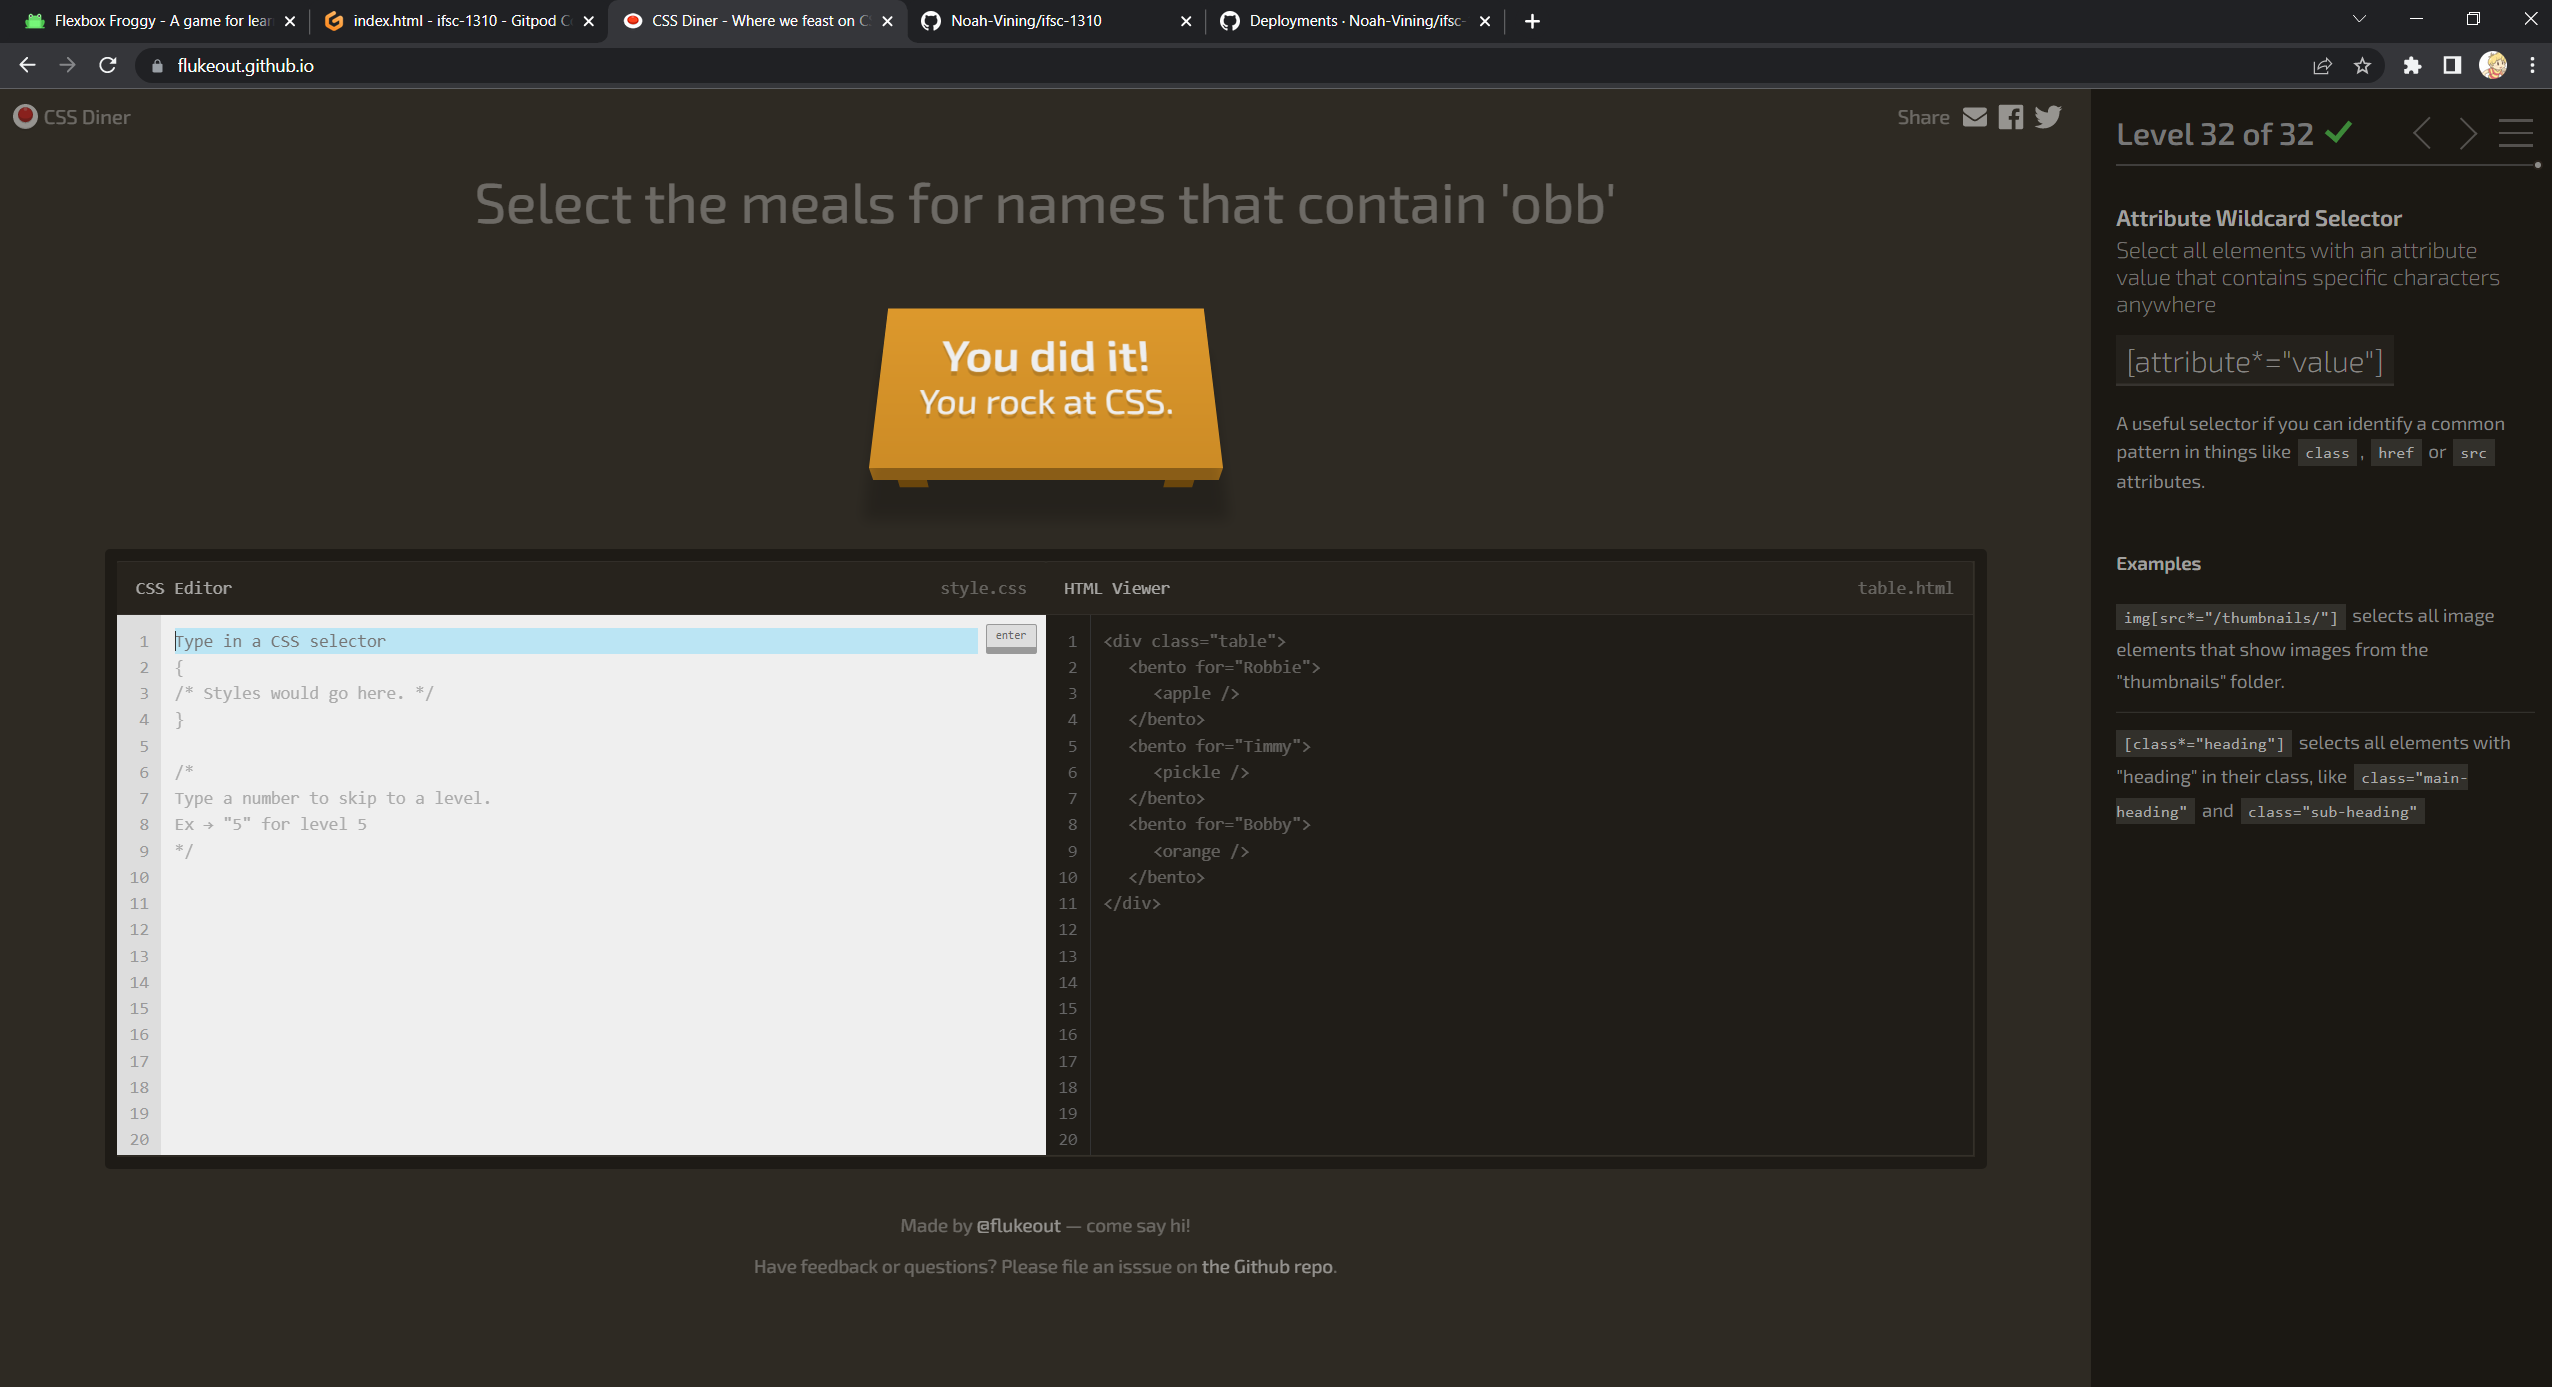 Flexbox Froggy - A game for lear
index.html - ifsc-1310 - Gitpod C
CSS Diner - Where we feast on CS
Noah-Vining/ifsc-1310
Deployments · Noah-Vining/ifsc-
flukeout.github.io
CSS Diner
Share
Select the meals for names that contain 'obb'
You did it!
You rock at CSS.
CSS Editor
style.css
1 Type in a CSS selector
enter
2 {
3 /* Styles would go here. */
4 }
5
6 /*
7 Type a number to skip to a level.
8 Ex → "5" for level 5
9 */
10
11
12
13
14
15
16
17
18
19
20
HTML Viewer
table.html
1 <div class="table">
2 <bento for="Robbie">
3 <apple />
4 </bento>
5 <bento for="Timmy">
6 <pickle />
7 </bento>
8 <bento for="Bobby">
9 <orange />
10 </bento>
11 </div>
12
13
14
15
16
17
18
19
20
Made by @flukeout — come say hi!
Have feedback or questions? Please file an isssue on the Github repo.
Level 32 of 32
Attribute Wildcard Selector
Select all elements with an attribute
value that contains specific characters
anywhere
[attribute*="value"]
A useful selector if you can identify a common
pattern in things like class , href or src
attributes.
Examples
img[src*="/thumbnails/"] selects all image
elements that show images from the
"thumbnails" folder.
[class*="heading"] selects all elements with
"heading" in their class, like class="main-
heading" and class="sub-heading"